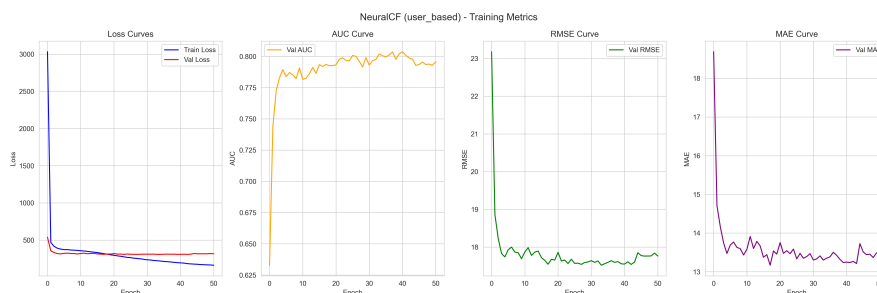 NeuralCF (user_based) - Training Metrics
Loss Curves
Train Loss
Val Loss
3000
2500
2000
1500
1000
500
Loss
0 10 20 30 40 50
Epoch
AUC Curve
Val AUC
0.800
0.775
0.750
0.725
0.700
0.675
0.650
0.625
AUC
0 10 20 30 40 50
Epoch
RMSE Curve
Val RMSE
23
22
21
20
19
18
RMSE
0 10 20 30 40 50
Epoch
MAE Curve
Val MA
18
17
16
15
14
13
MAE
0 10 20 30 40
Epoch